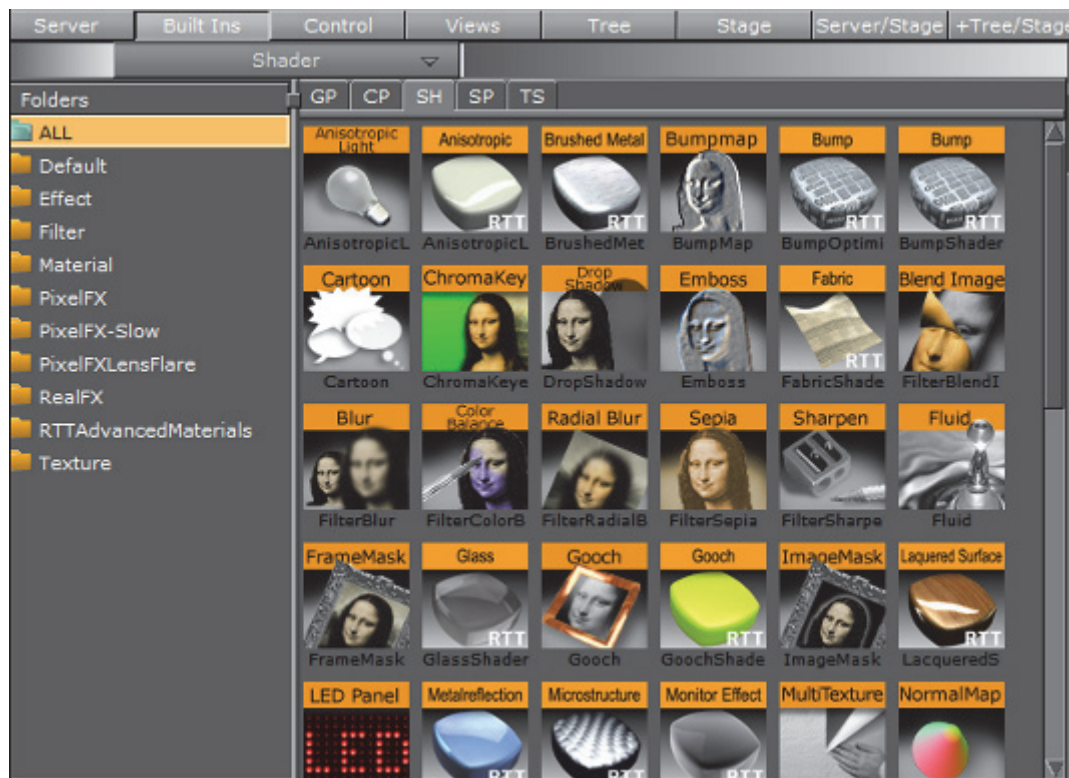 Server Built Ins Control Views Tree Stage Server/Stage +Tree/Stage
Shader
Folders
GP CP SH SP TS
ALL
Default
Effect
Filter
Material
PixelFX
PixelFX-Slow
PixelFXLensFlare
RealFX
RTTAdvancedMaterials
Texture
Anisotropic Light Anisotropic Brushed Metal Bumpmap Bump Bump
RTT RTT RTT RTT
AnisotropicL AnisotropicL BrushedMet BumpMap BumpOptimi BumpShader
Cartoon ChromaKey Drop Shadow Emboss Fabric Blend Image
RTT
Cartoon ChromaKeye DropShadow Emboss FabricShade FilterBlendI
Blur Color Balance Radial Blur Sepia Sharpen Fluid
FilterBlur FilterColorB FilterRadialB FilterSepia FilterSharpe Fluid
FrameMask Glass Gooch Gooch ImageMask Laquered Surface
RTT RTT RTT
FrameMask GlassShader Gooch GoochShade ImageMask LacqueredS
LED Panel Metalreflection Microstructure Monitor Effect MultiTexture NormalMap
LED RTT RTT RTT